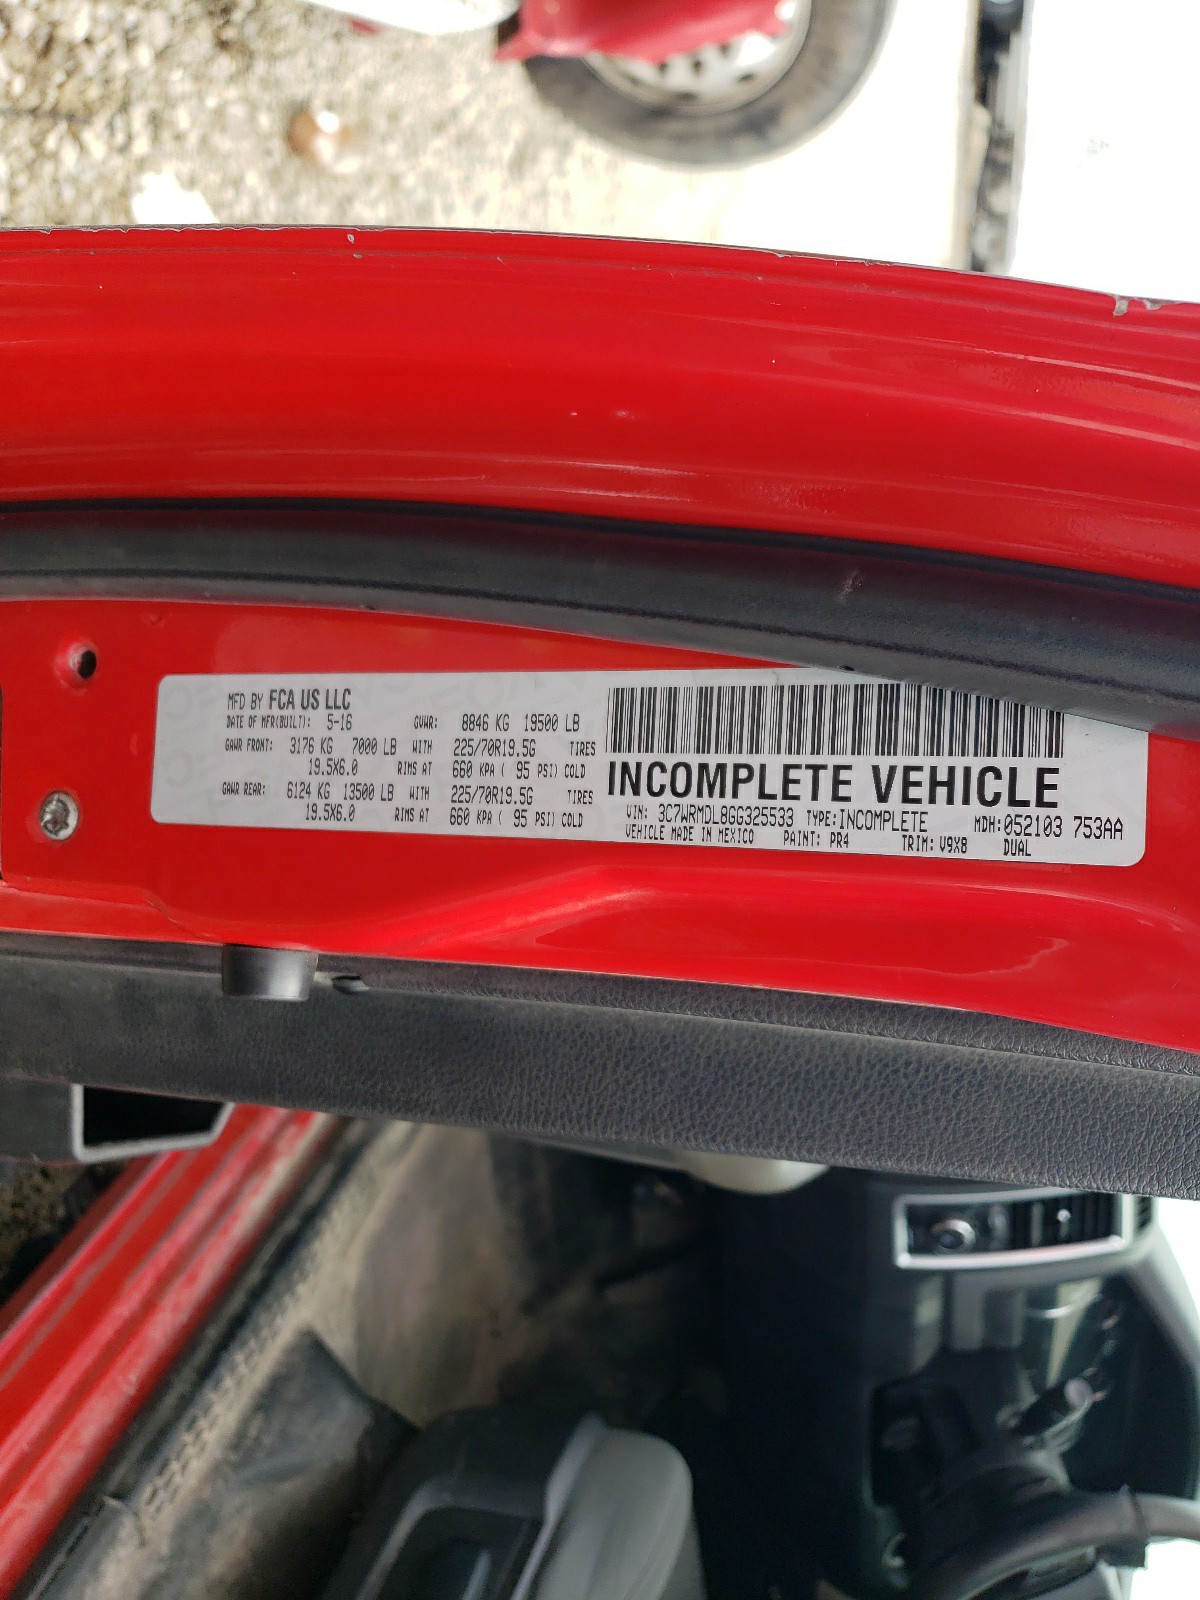 MFD BY FCA US LLC
DATE OF MFR(BUILT): 5-16 GVWR: 8846 KG 19500 LB
GAWR FRONT: 3176 KG 7000 LB WITH 225/70R19.5G TIRES
19.5X6.0 RIMS AT 660 KPA ( 95 PSI) COLD
GAWR REAR: 6124 KG 13500 LB WITH 225/70R19.5G TIRES
19.5X6.0 RIMS AT 660 KPA ( 95 PSI) COLD
INCOMPLETE VEHICLE
VIN: 3C7WRMDL8GG325533 TYPE: INCOMPLETE MDH: 052103 753AA
VEHICLE MADE IN MEXICO PAINT: PR4 TRIM: V9X8 DUAL